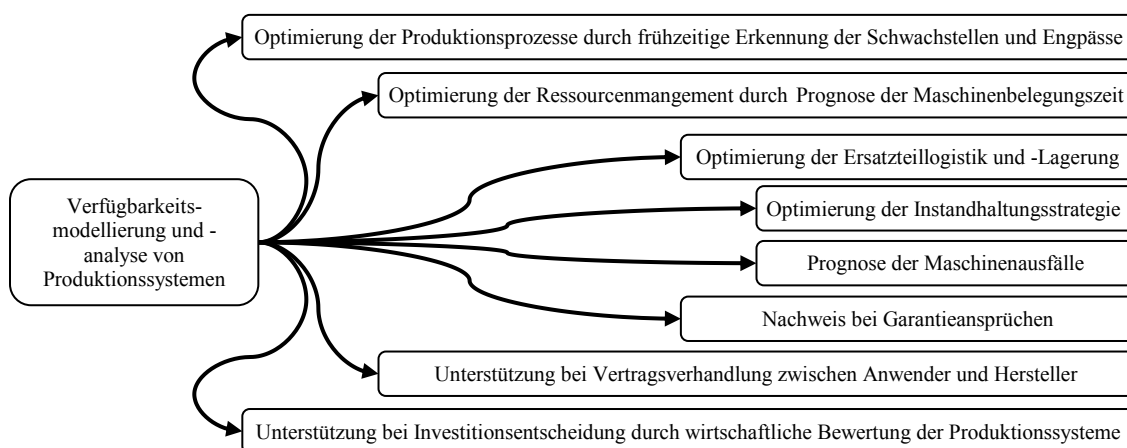 Optimierung der Produktionsprozesse durch frühzeitige Erkennung der Schwachstellen und Engpässe
Optimierung der Ressourcenmangement durch Prognose der Maschinenbelegungszeit
Optimierung der Ersatzteillogistik und -Lagerung
Verfügbarkeits-
modellierung und -
analyse von
Produktionssystemen
Optimierung der Instandhaltungsstrategie
Prognose der Maschinenausfälle
Nachweis bei Garantieansprüchen
Unterstützung bei Vertragsverhandlung zwischen Anwender und Hersteller
Unterstützung bei Investitionsentscheidung durch wirtschaftliche Bewertung der Produktionssysteme